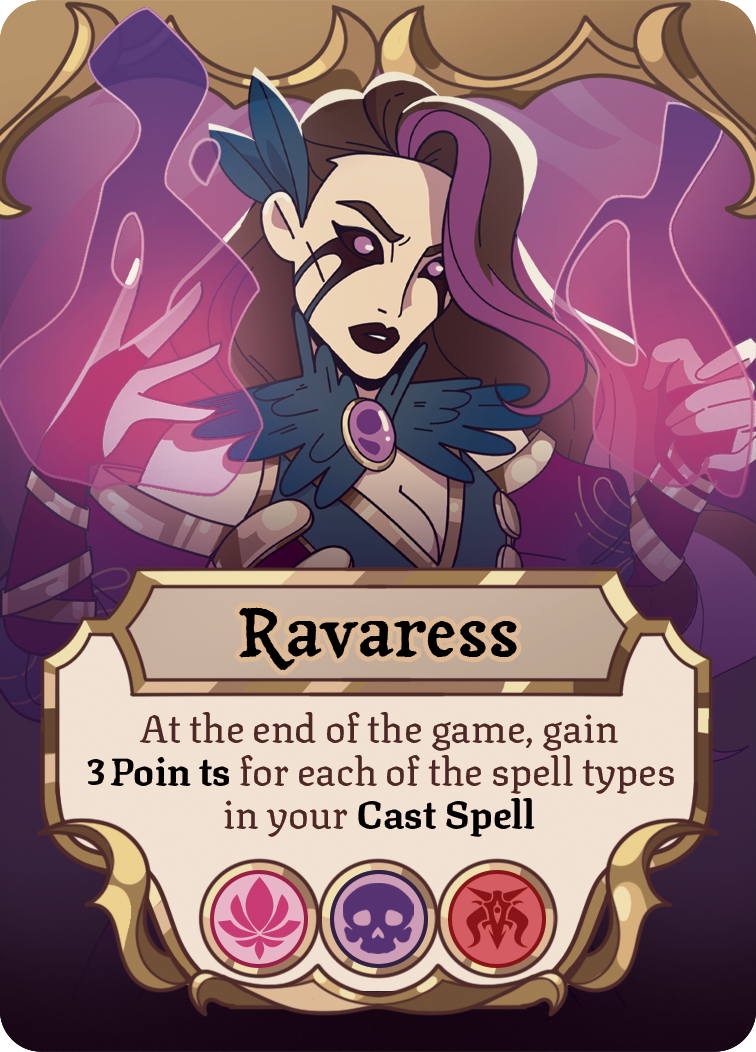 Ravaress
At the end of the game, gain
3 Poin ts for each of the spell types
in your Cast Spell